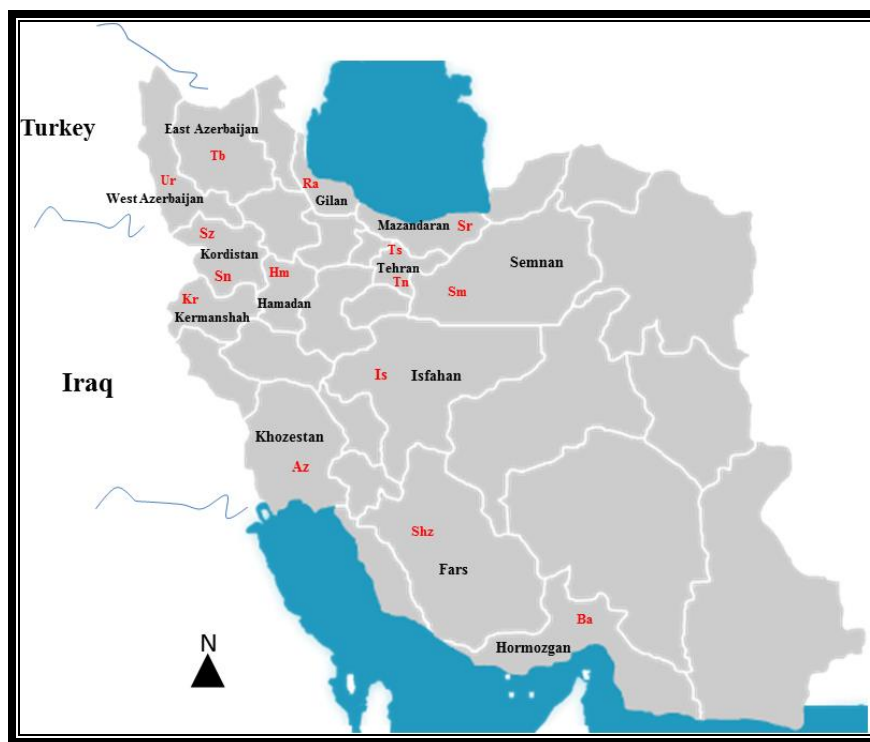 Turkey
East Azerbaijan
Tb
Ur
West Azerbaijan
Ra
Gilan
Sz
Kordistan
Sn
Hm
Hamadan
Kr
Kermanshah
Mazandaran
Sr
Ts
Tehran
Tn
Semnan
Sm
Iraq
Is
Isfahan
Khozestan
Az
Shz
Fars
Ba
Hormozgan
N